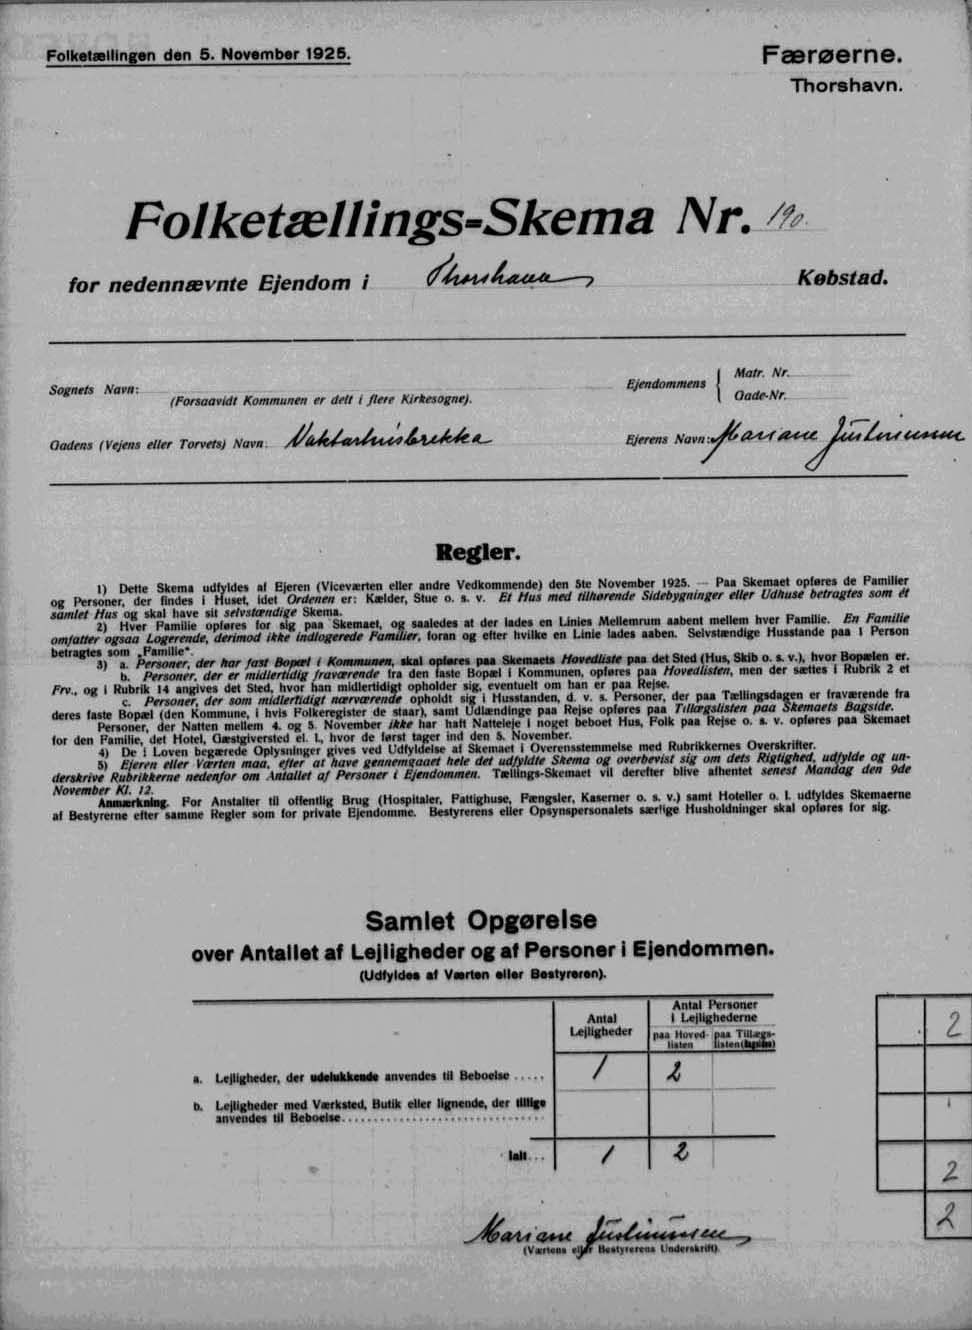 Folketællingen den 5. November 1925.
Færøerne.
Thorshavn.
Folketællings-Skema Nr. 190.
for nedennævnte Ejendom i Thorshavn Købstad.
Sognets Navn:
(Forsaavidt Kommunen er delt i flere Kirkesogne).
Ejendommens { Matr. Nr.
Gade-Nr.
Gadens (Vejens eller Torvets) Navn: Vaktarhúsbrekka
Ejerens Navn: Mariane Justinussen
Regler.
1) Dette Skema udfyldes af Ejeren (Viceværten eller andre Vedkommende) den 5te November 1925. — Paa Skemaet opføres de Familier
og Personer, der findes i Huset, idet Ordenen er: Kælder, Stue o. s. v. Et Hus med tilhørende Sidebygninger eller Udhuse betragtes som ét
samlet Hus og skal have sit selvstændige Skema.
2) Hver Familie opføres for sig paa Skemaet, og saaledes at der lades en Linies Mellemrum aabent mellem hver Familie. En Familie
omfatter ogsaa Logerende, derimod ikke indlogerede Familier, foran og efter hvilke en Linie lades aaben. Selvstændige Husstande paa 1 Person
betragtes som „Familie“.
3) a. Personer, der har fast Bopæl i Kommunen, skal opføres paa Skemaets Hovedliste paa det Sted (Hus, Skib o. s. v.), hvor Bopælen er.
b. Personer, der er midlertidig fraværende fra den faste Bopæl i Kommunen, opføres paa Hovedlisten, men der sættes i Rubrik 2 et
Frv., og i Rubrik 14 angives det Sted, hvor han midlertidigt opholder sig, eventuelt om han er paa Rejse.
c. Personer, der som midlertidigt nærværende opholdt sig i Husstanden, d. v. s. Personer, der paa Tællingsdagen er fraværende fra
deres faste Bopæl (den Kommune, i hvis Folkeregister de staar), samt Udlændinge paa Rejse opføres paa Tillægslisten paa Skemaets Bagside.
Personer, der Natten mellem 4. og 5. November ikke har haft Natteleje i noget beboet Hus, Folk paa Rejse o. s. v. opføres paa Skemaet
for den Familie, det Hotel, Gæstgiversted el. l., hvor de først tager ind den 5. November.
4) De i Loven begærede Oplysninger gives ved Udfyldelse af Skemaet i Overensstemmelse med Rubrikkernes Overskrifter.
5) Ejeren eller Værten maa, efter at have gennemgaaet hele det udfyldte Skema og overbevist sig om dets Rigtighed, udfylde og un-
derskrive Rubrikkerne nedenfor om Antallet af Personer i Ejendommen. Tællings-Skemaet vil derefter blive afhentet senest Mandag den 9de
November Kl. 12.
Anmærkning. For Anstalter til offentlig Brug (Hospitaler, Fattighuse, Fængsler, Kaserner o. s. v.) samt Hoteller o. l. udfyldes Skemaerne
af Bestyrerne efter samme Regler som for private Ejendomme. Bestyrerens eller Opsynspersonalets særlige Husholdninger skal opføres for sig.
Samlet Opgørelse
over Antallet af Lejligheder og af Personer i Ejendommen.
(Udfyldes af Værten eller Bestyreren).
Antal Lejligheder
Antal Personer i Lejlighederne
paa Hoved-listen
paa Tillægs-listen
a. Lejligheder, der udelukkende anvendes til Beboelse ..... 1 2
b. Lejligheder med Værksted, Butik eller lignende, der tillige
anvendes til Beboelse
Ialt... 1 2
2
2
2
Mariane Justinussen
(Værtens eller Bestyrerens Underskrift).